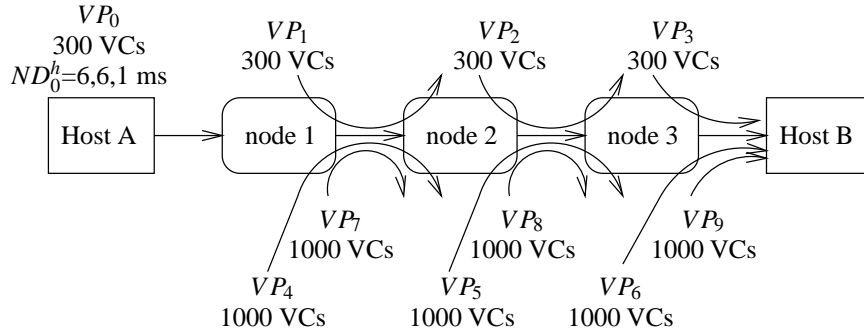 VP₀
300 VCs
ND₀ʰ=6,6,1 ms
VP₁
300 VCs
VP₂
300 VCs
VP₃
300 VCs
Host A
node 1
node 2
node 3
Host B
VP₇
1000 VCs
VP₈
1000 VCs
VP₉
1000 VCs
VP₄
1000 VCs
VP₅
1000 VCs
VP₆
1000 VCs